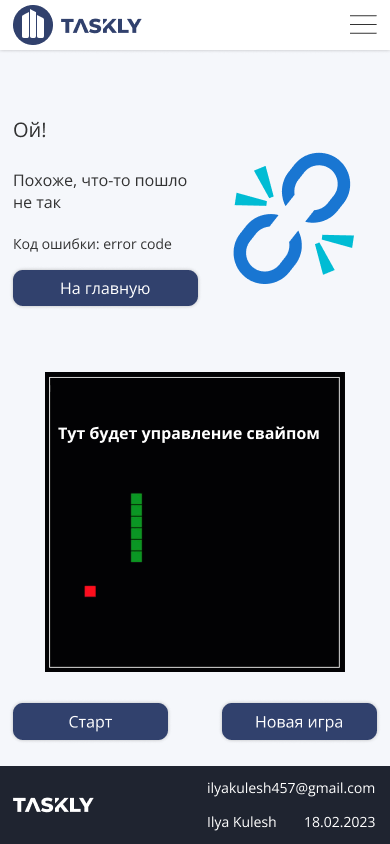 TASKLY
Ой!
Похоже, что-то пошло
не так
Код ошибки: error code
На главную
Тут будет управление свайпом
Старт
Новая игра
TASKLY
ilyakulesh457@gmail.com
Ilya Kulesh
18.02.2023